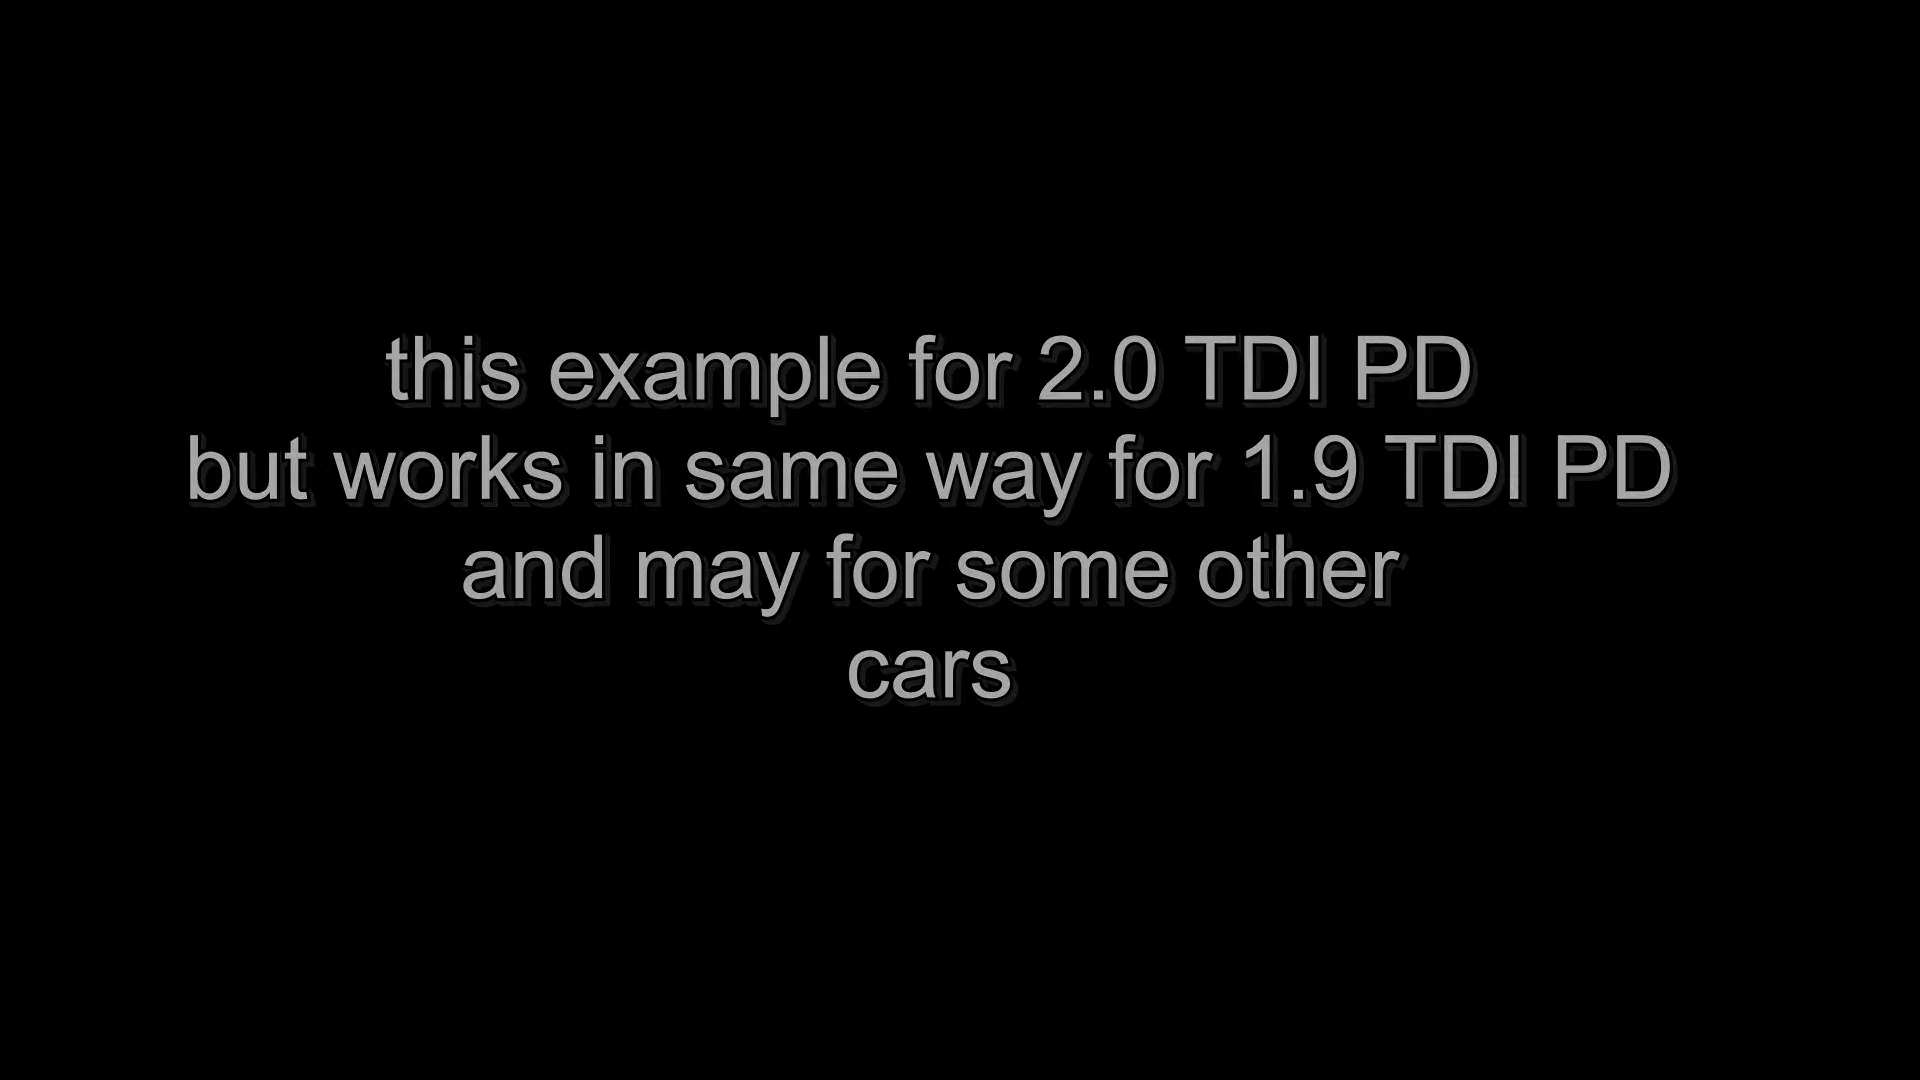 this example for 2.0 TDI PD
but works in same way for 1.9 TDI PD
and may for some other
cars